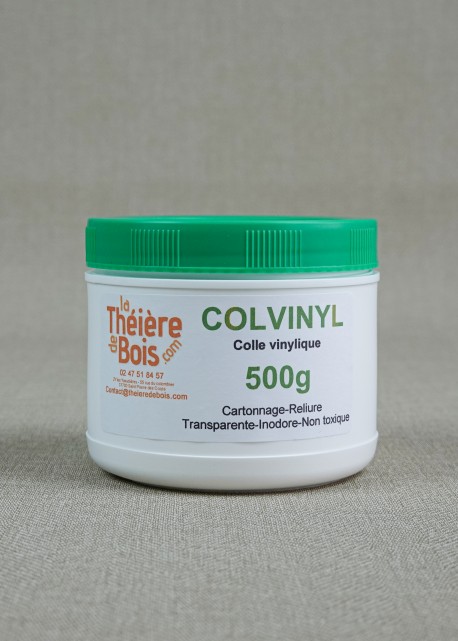 la
Théière
de Bois.com
02 47 51 84 57
Contact@theieredebois.com
COLVINYL
Colle vinylique
500g
Cartonnage-Reliure
Transparente-Inodore-Non toxique